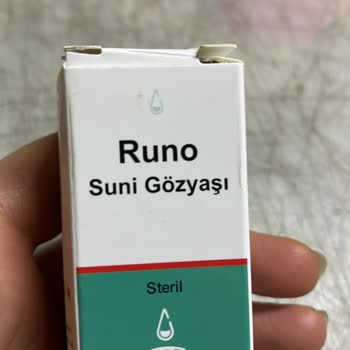 Runo
Suni Gözyaşı
Steril